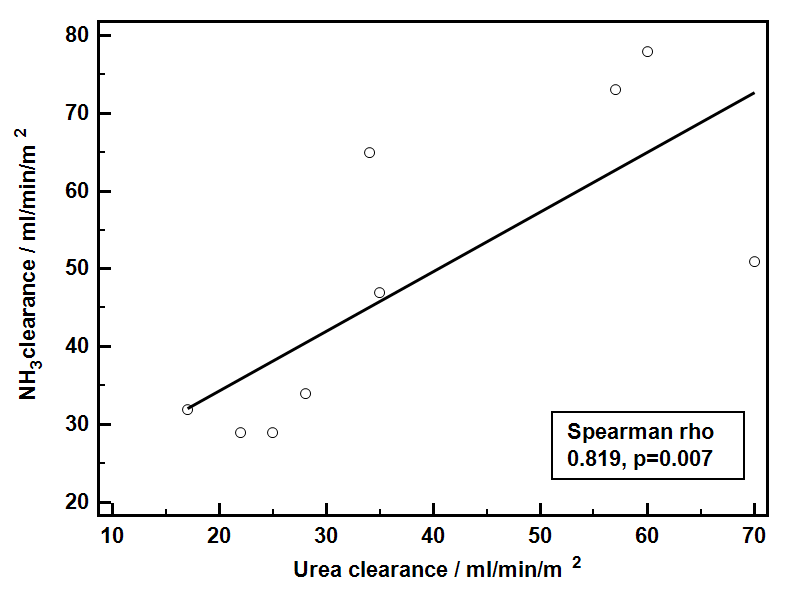 80
70
60
50
40
30
20
NH3clearance / ml/min/m 2
Spearman rho
0.819, p=0.007
10 20 30 40 50 60 70
Urea clearance / ml/min/m 2